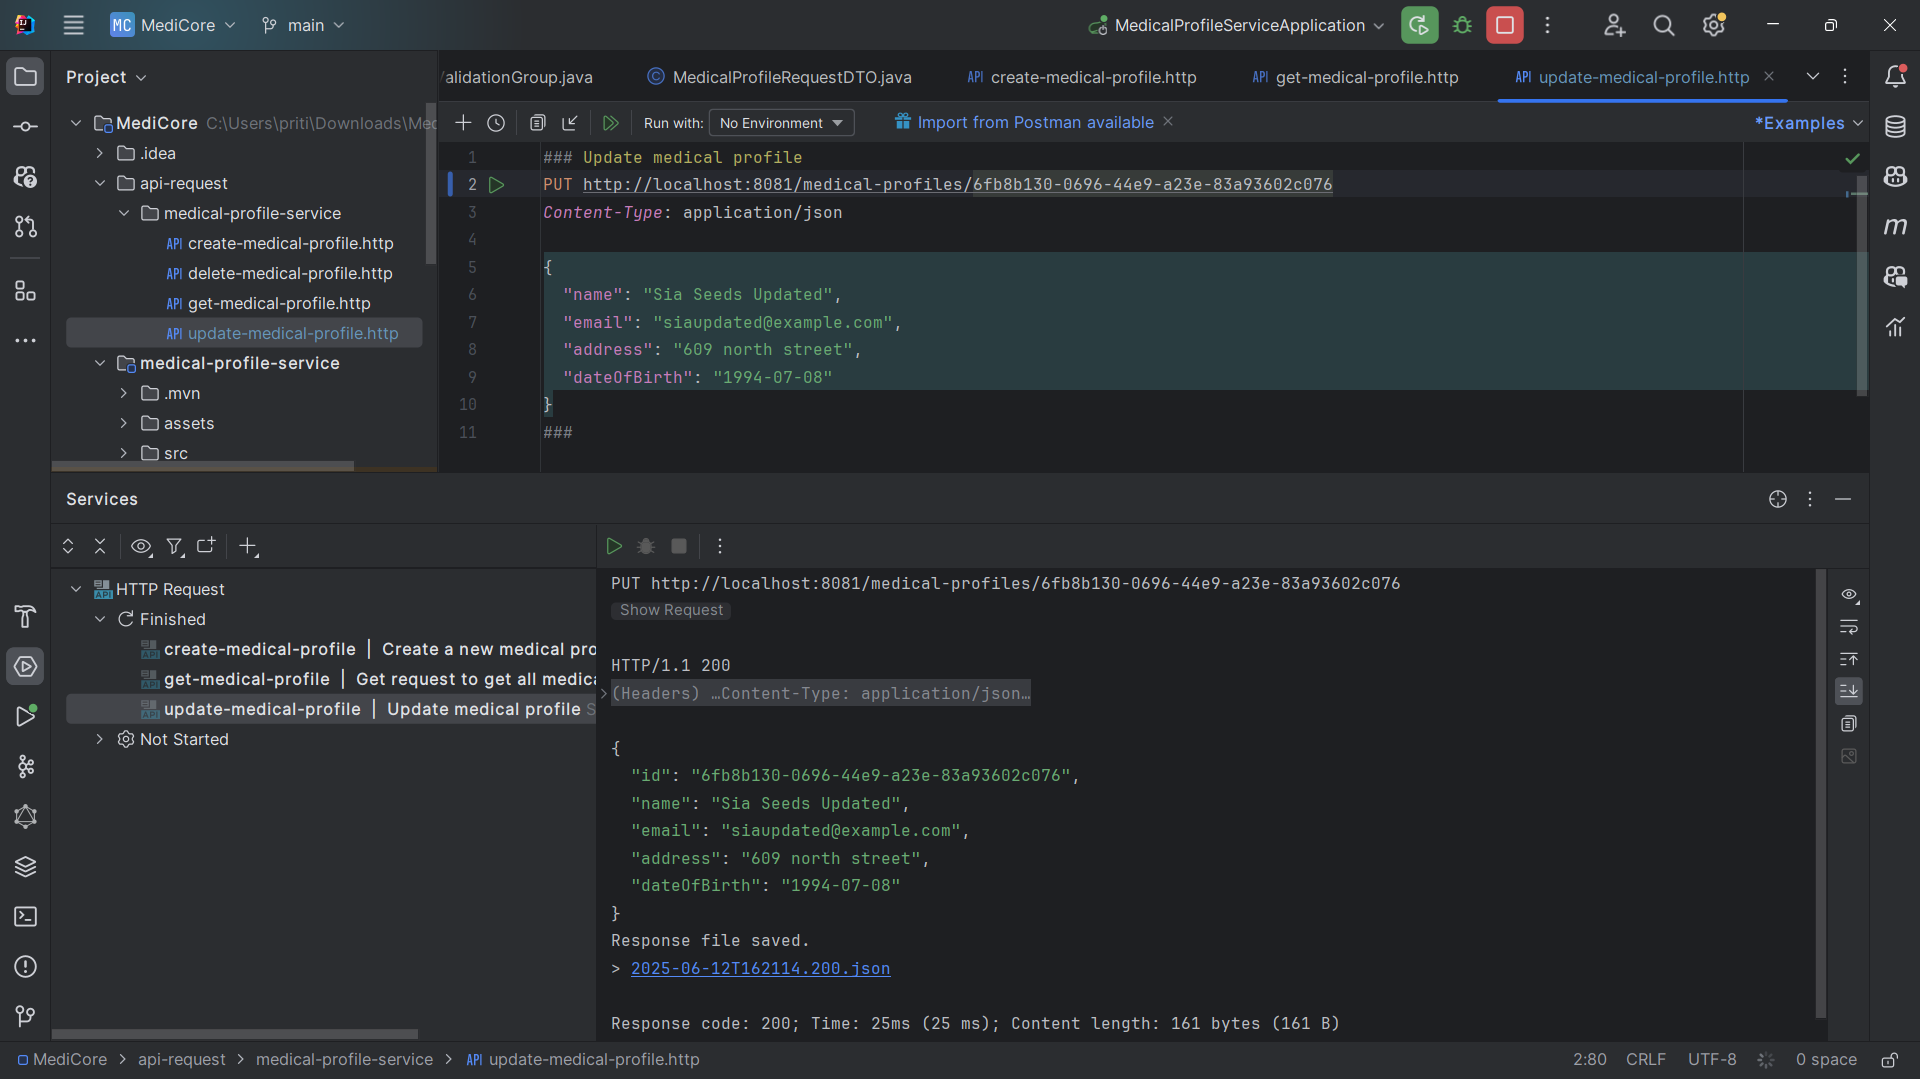 MC MediCore main MedicalProfileServiceApplication
Project
alidationGroup.java MedicalProfileRequestDTO.java create-medical-profile.http get-medical-profile.http update-medical-profile.http
MediCore C:\Users\priti\Downloads\Med
.idea
api-request
medical-profile-service
create-medical-profile.http
delete-medical-profile.http
get-medical-profile.http
update-medical-profile.http
medical-profile-service
.mvn
assets
src
Run with: No Environment Import from Postman available *Examples
1 ### Update medical profile
2 PUT http://localhost:8081/medical-profiles/6fb8b130-0696-44e9-a23e-83a93602c076
3 Content-Type: application/json
4
5 {
6 "name": "Sia Seeds Updated",
7 "email": "siaupdated@example.com",
8 "address": "609 north street",
9 "dateOfBirth": "1994-07-08"
10 }
11 ###
Services
HTTP Request
Finished
create-medical-profile | Create a new medical pro
get-medical-profile | Get request to get all medica
update-medical-profile | Update medical profile S
Not Started
PUT http://localhost:8081/medical-profiles/6fb8b130-0696-44e9-a23e-83a93602c076
Show Request
HTTP/1.1 200
(Headers) …Content-Type: application/json…
{
"id": "6fb8b130-0696-44e9-a23e-83a93602c076",
"name": "Sia Seeds Updated",
"email": "siaupdated@example.com",
"address": "609 north street",
"dateOfBirth": "1994-07-08"
}
Response file saved.
> 2025-06-12T162114.200.json
Response code: 200; Time: 25ms (25 ms); Content length: 161 bytes (161 B)
MediCore > api-request > medical-profile-service > API update-medical-profile.http 2:80 CRLF UTF-8 0 space